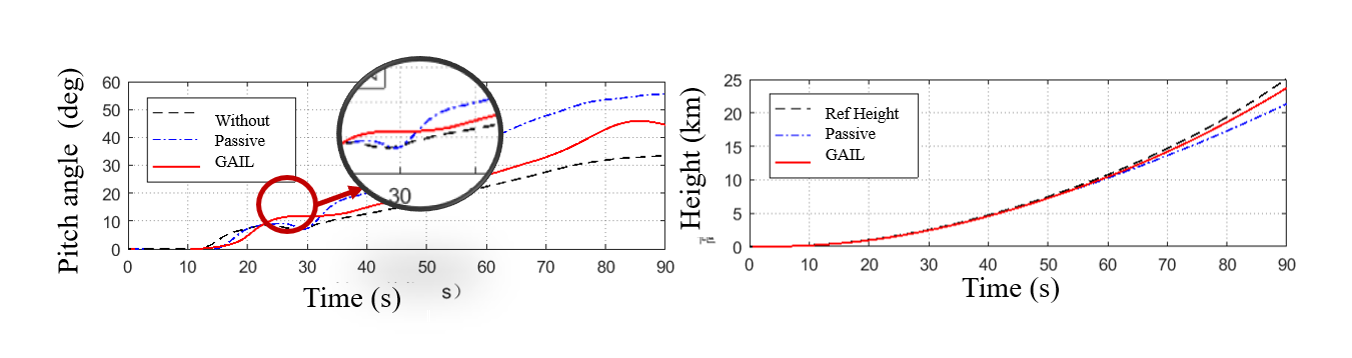 Pitch angle (deg)
60
50
40
30
20
10
0
Without
Passive
GAIL
30
0 10 20 30 40 50 60 70 80 90
Time (s)
s）
Height (km)
25
20
15
10
5
0
Ref Height
Passive
GAIL
0 10 20 30 40 50 60 70 80 90
Time (s)